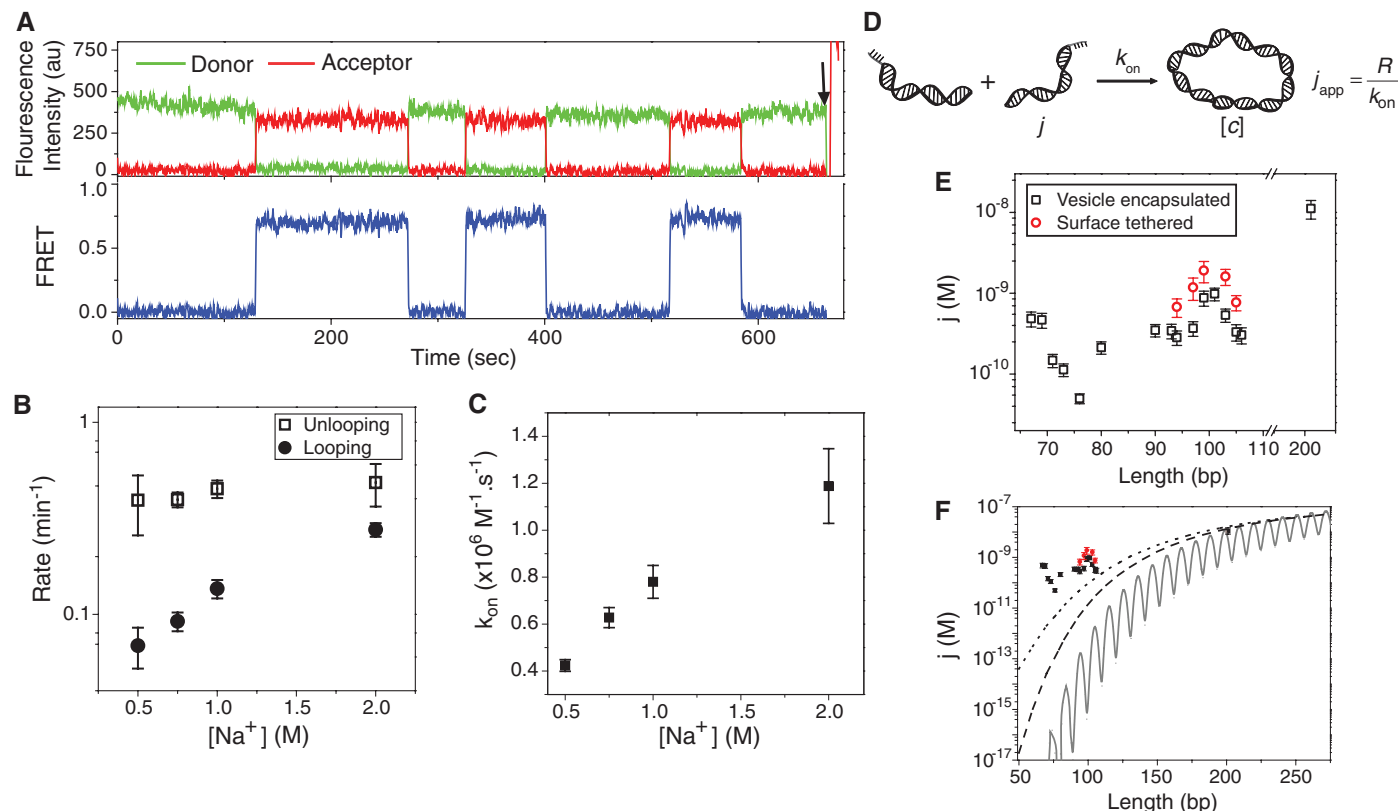 A
Flourescence
Intensity (au)
750
500
250
0
Donor
Acceptor
FRET
1.0
0.5
0.0
0
200
400
600
Time (sec)
B
Rate (min⁻¹)
1
0.1
Unlooping
Looping
0.5
1.0
1.5
2.0
[Na⁺] (M)
C
kon (x10⁶ M⁻¹.s⁻¹)
1.4
1.2
1.0
0.8
0.6
0.4
0.5
1.0
1.5
2.0
[Na⁺] (M)
D
+
kon
j
[c]
japp = R/kon
E
j (M)
10⁻⁸
10⁻⁹
10⁻¹⁰
Vesicle encapsulated
Surface tethered
70
80
90
100
110
200
Length (bp)
F
j (M)
10⁻⁷
10⁻⁹
10⁻¹¹
10⁻¹³
10⁻¹⁵
10⁻¹⁷
50
100
150
200
250
Length (bp)